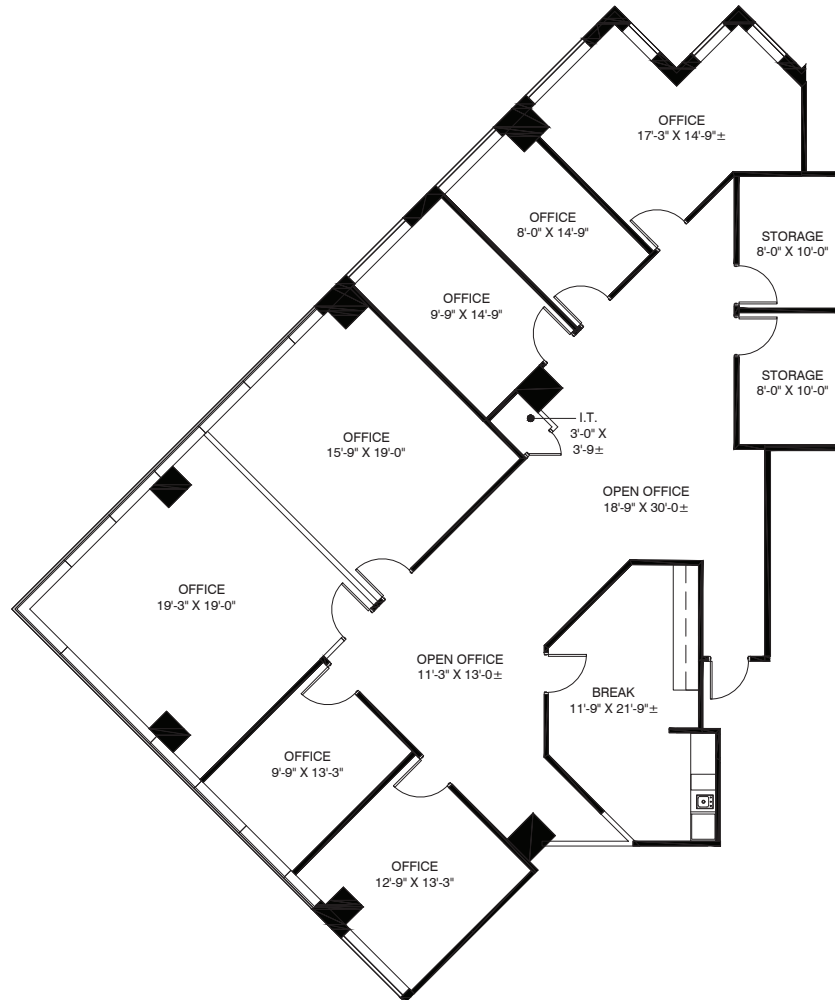 OFFICE
17'-3" X 14'-9"±
OFFICE
8'-0" X 14'-9"
STORAGE
8'-0" X 10'-0"
OFFICE
9'-9" X 14'-9"
STORAGE
8'-0" X 10'-0"
I.T.
3'-0" X
3'-9±
OFFICE
15'-9" X 19'-0"
OPEN OFFICE
18'-9" X 30'-0±
OFFICE
19'-3" X 19'-0"
OPEN OFFICE
11'-3" X 13'-0±
BREAK
11'-9" X 21'-9"±
OFFICE
9'-9" X 13'-3"
OFFICE
12'-9" X 13'-3"